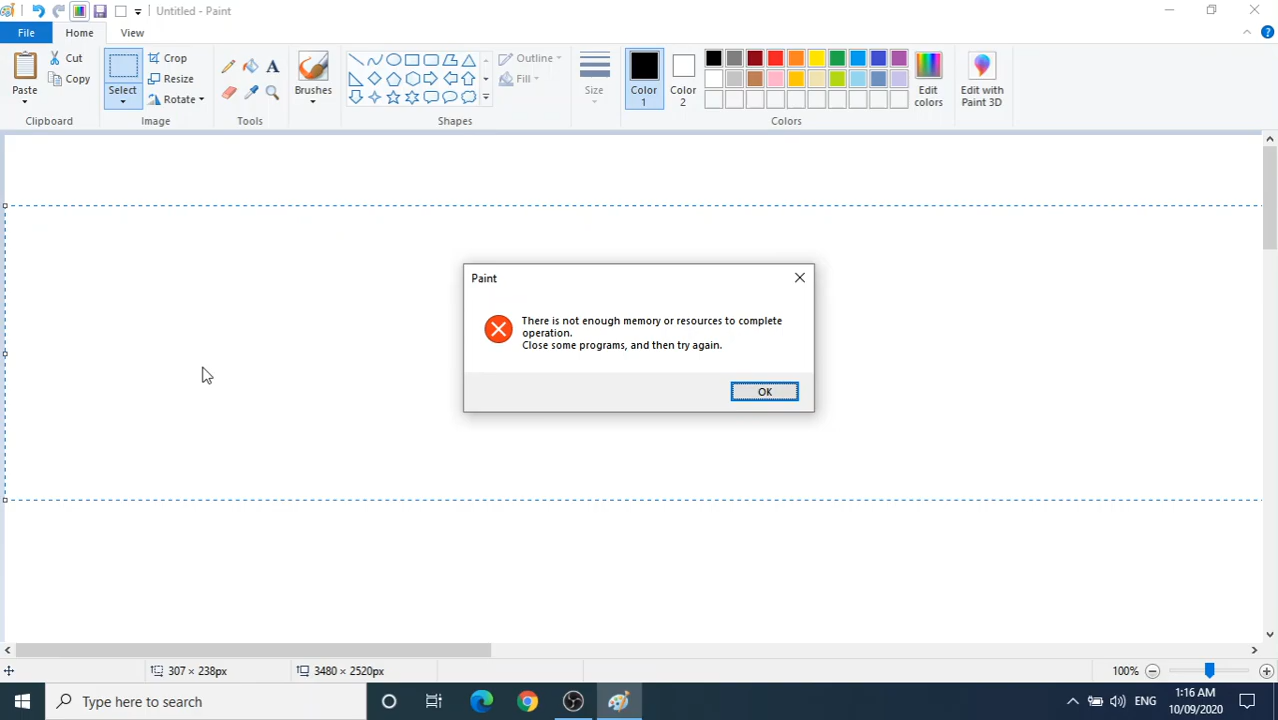 Untitled - Paint
File Home View
Paste
Cut
Copy
Clipboard
Select
Crop
Resize
Rotate
Image
A
Tools
Brushes
Outline
Fill
Shapes
Size
Color 1
Color 2
Edit colors
Colors
Edit with Paint 3D
Paint
There is not enough memory or resources to complete
operation.
Close some programs, and then try again.
OK
307 × 238px
3480 × 2520px
100%
Type here to search
ENG
1:16 AM
10/09/2020